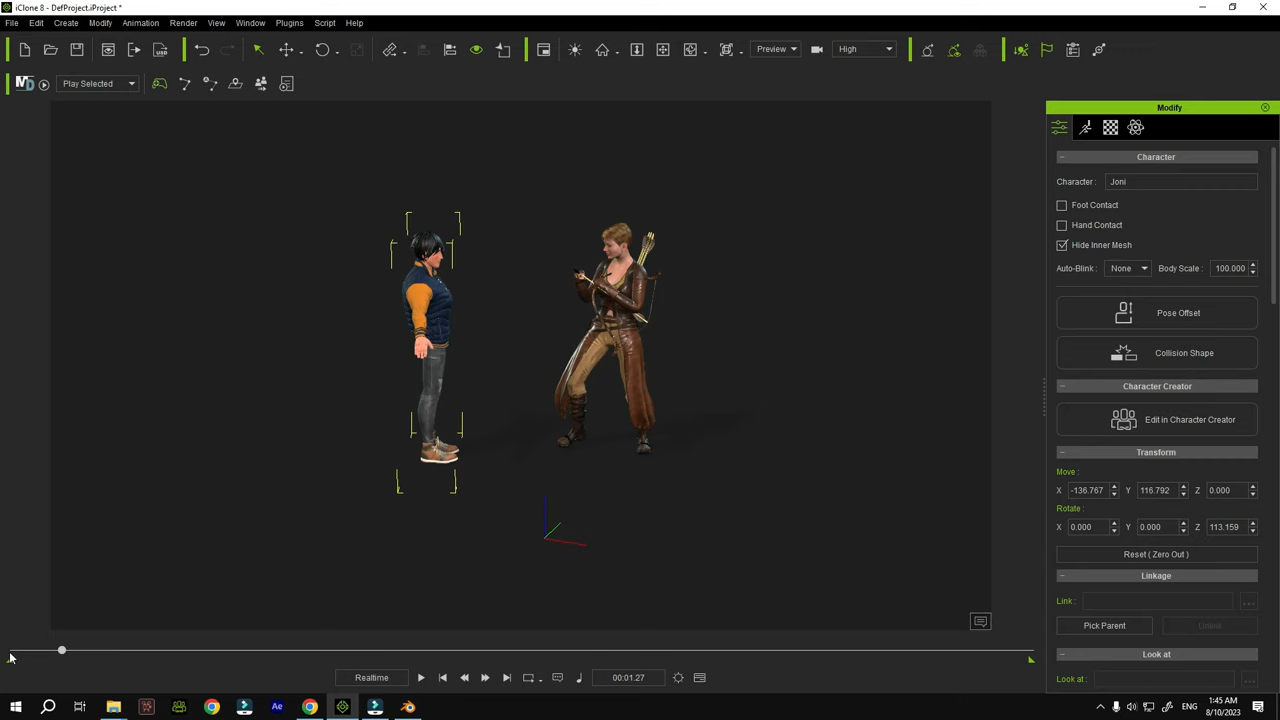 iClone 8 - DefProject.iProject *
File Edit Create Modify Animation Render View Window Plugins Script Help
USD Preview High
MD Play Selected
Modify
Character
Character : Joni
Foot Contact
Hand Contact
Hide Inner Mesh
Auto-Blink : None Body Scale : 100.000
Pose Offset
Collision Shape
Character Creator
Edit in Character Creator
Transform
Move :
X -136.767 Y 116.792 Z 0.000
Rotate :
X 0.000 Y 0.000 Z 113.159
Reset ( Zero Out )
Linkage
Link : ...
Pick Parent Unlink
Look at
Look at : ...
Realtime 00:01.27
Ae ENG 1:45 AM
8/10/2023